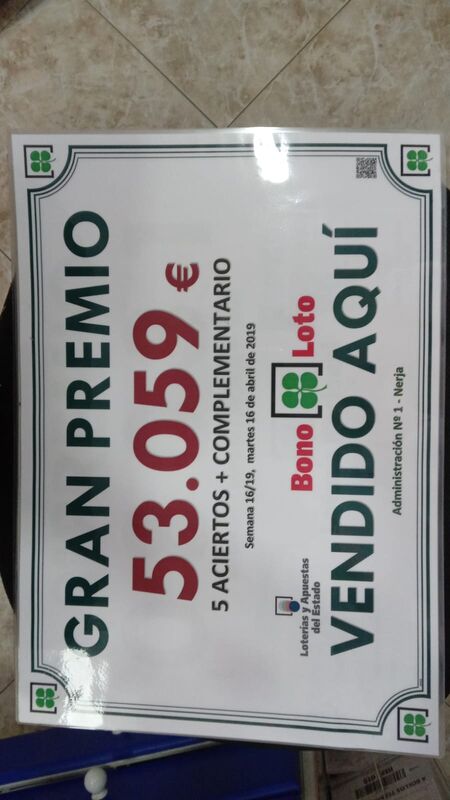 GRAN PREMIO
53.059 €
5 ACIERTOS + COMPLEMENTARIO
Semana 16/19, martes 16 de abril de 2019
Loterías y Apuestas
del Estado
Bono Loto
VENDIDO AQUÍ
Administración Nº 1 - Nerja